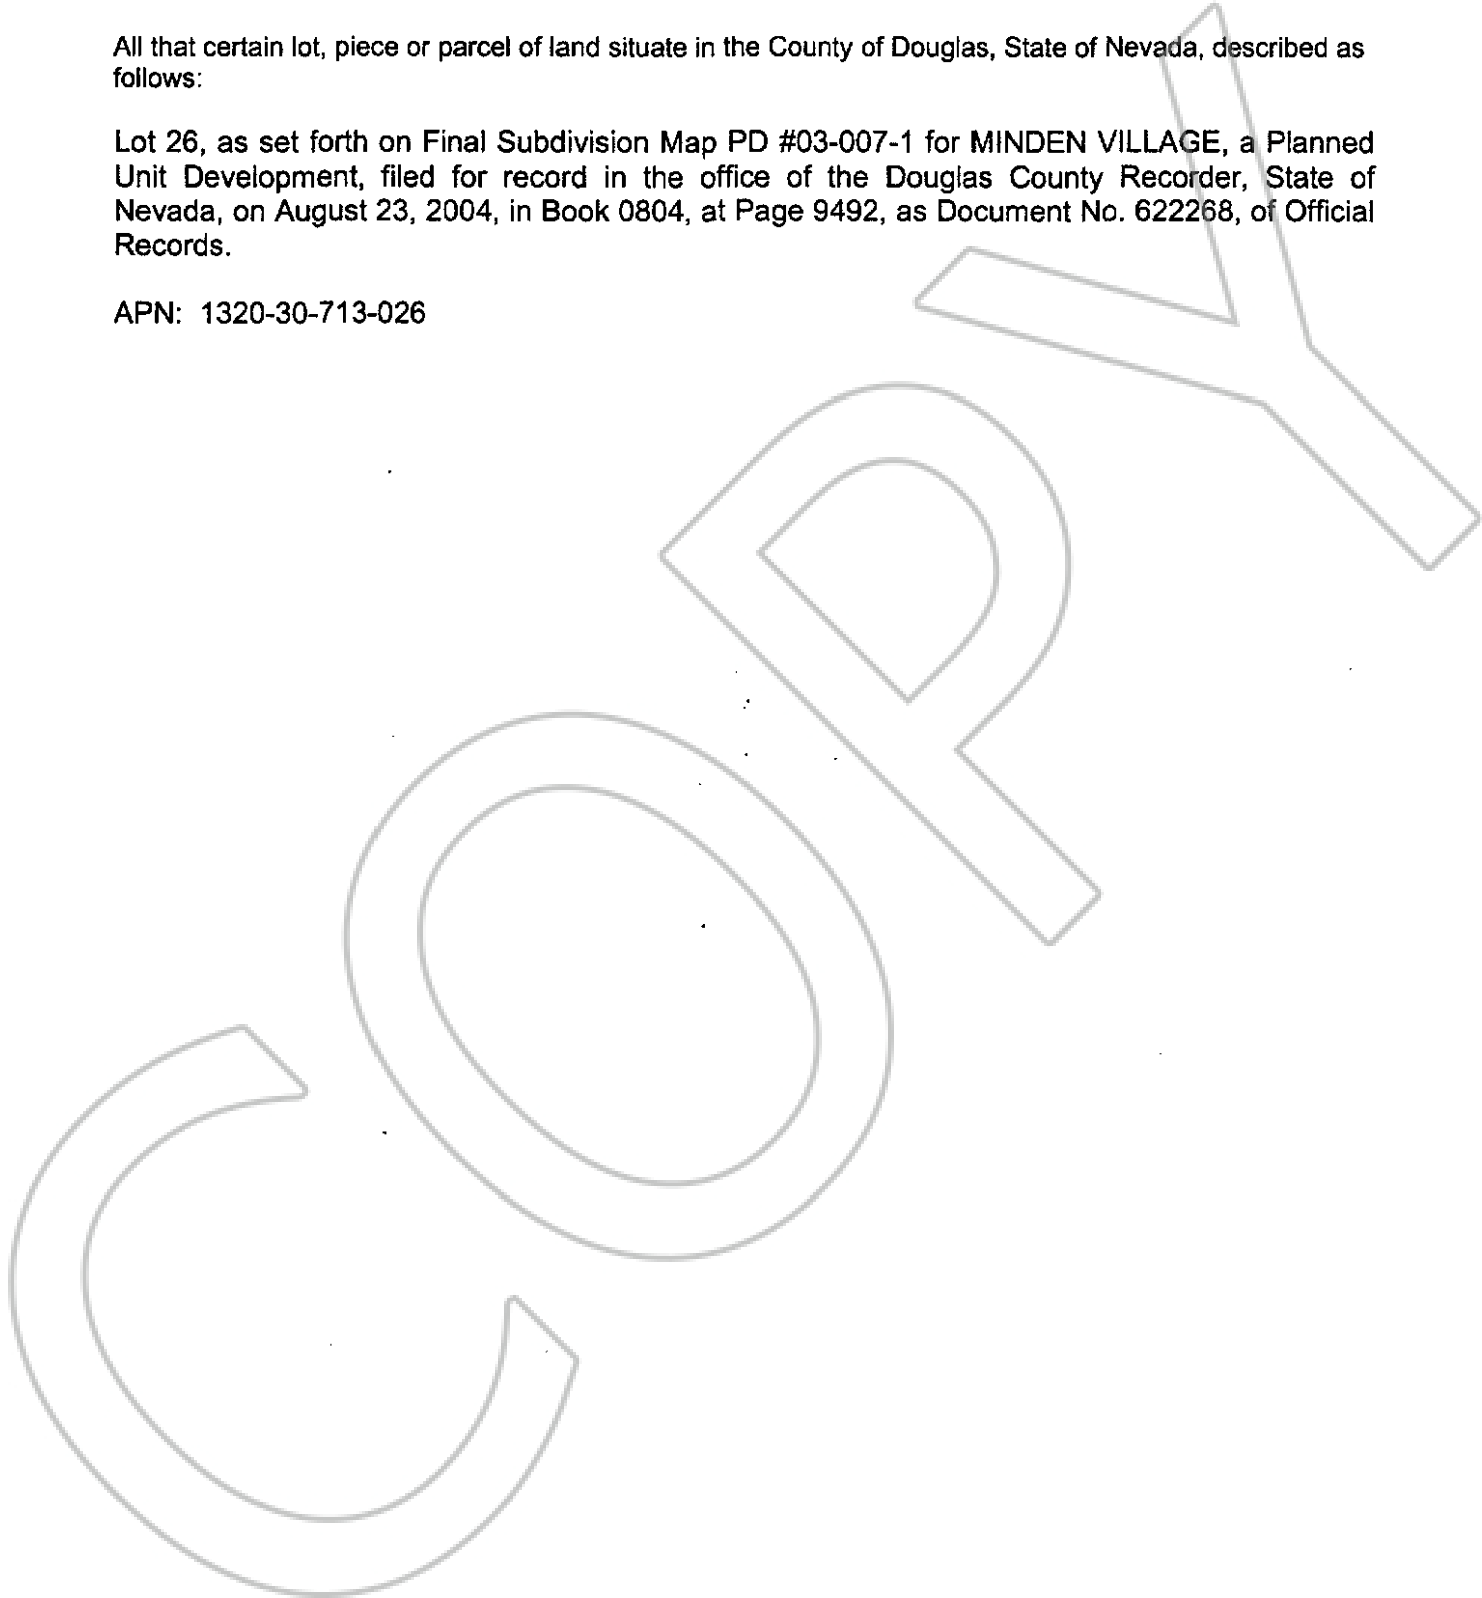 All that certain lot, piece or parcel of land situate in the County of Douglas, State of Nevada, described as
follows:
Lot 26, as set forth on Final Subdivision Map PD #03-007-1 for MINDEN VILLAGE, a Planned
Unit Development, filed for record in the office of the Douglas County Recorder, State of
Nevada, on August 23, 2004, in Book 0804, at Page 9492, as Document No. 622268, of Official
Records.
APN: 1320-30-713-026
COPY